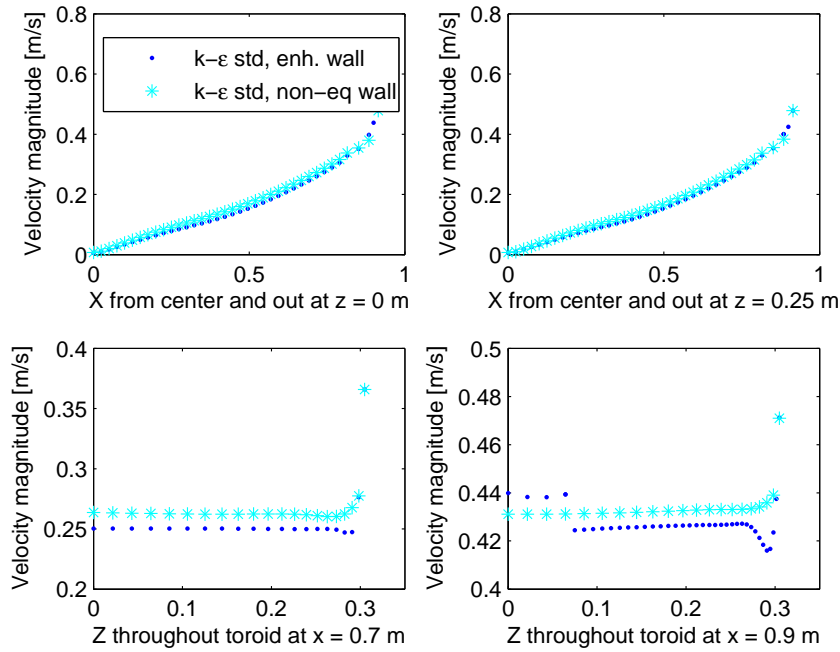 0.8
0.6
0.4
0.2
0
Velocity magnitude [m/s]
k−ε std, enh. wall
k−ε std, non−eq wall
0 0.5 1
X from center and out at z = 0 m
0.8
0.6
0.4
0.2
0
Velocity magnitude [m/s]
0 0.5 1
X from center and out at z = 0.25 m
0.4
0.35
0.3
0.25
0.2
Velocity magnitude [m/s]
0 0.1 0.2 0.3
Z throughout toroid at x = 0.7 m
0.5
0.48
0.46
0.44
0.42
0.4
Velocity magnitude [m/s]
0 0.1 0.2 0.3
Z throughout toroid at x = 0.9 m